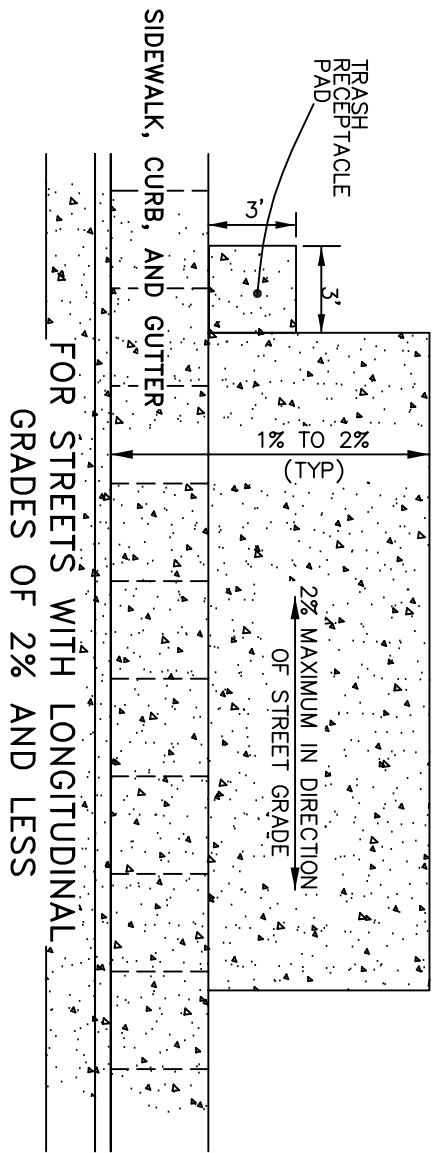 TRASH
RECEPTACLE
PAD
3'
3'
SIDEWALK, CURB, AND GUTTER
1% TO 2%
(TYP)
2% MAXIMUM IN DIRECTION
OF STREET GRADE
FOR STREETS WITH LONGITUDINAL
GRADES OF 2% AND LESS